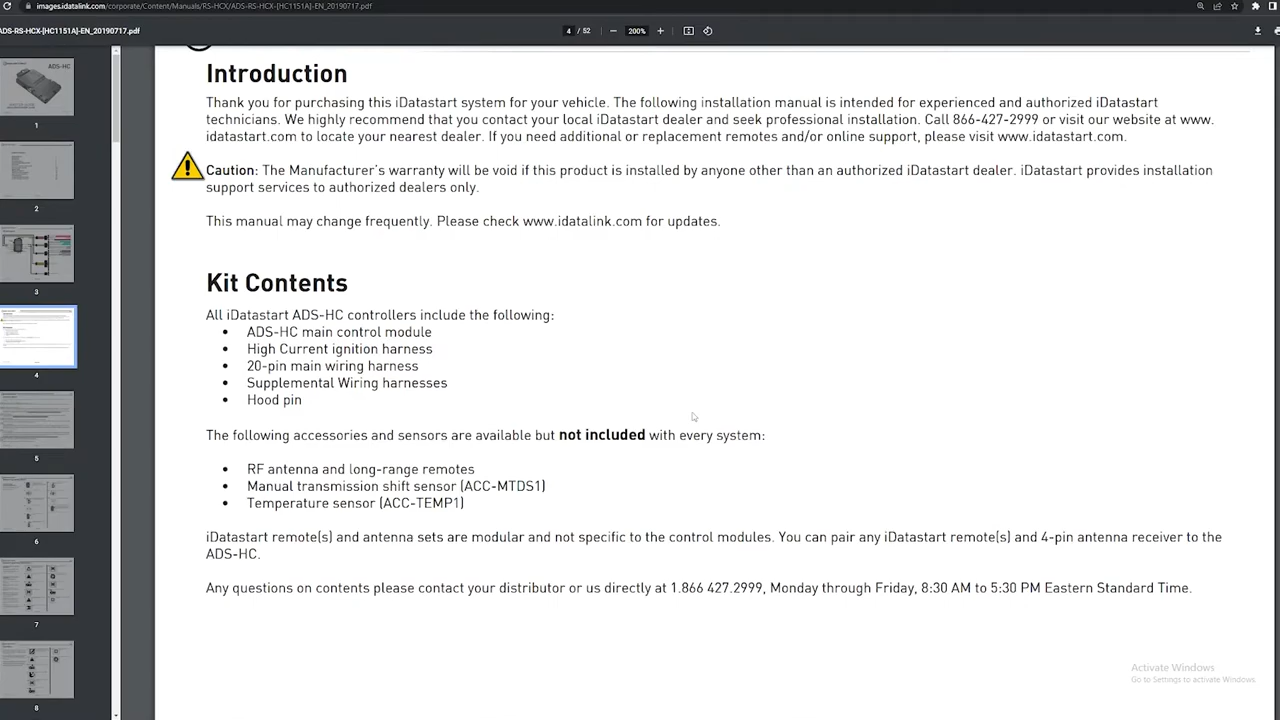 images.idatalink.com/corporate/Content/Manuals/RS-HCX/ADS-RS-HCX-[HC1151A]-EN_20190717.pdf
ADS-RS-HCX-[HC1151A]-EN_20190717.pdf
4 / 52
200%
Introduction
Thank you for purchasing this iDatastart system for your vehicle. The following installation manual is intended for experienced and authorized iDatastart
technicians. We highly recommend that you contact your local iDatastart dealer and seek professional installation. Call 866-427-2999 or visit our website at www.
idatastart.com to locate your nearest dealer. If you need additional or replacement remotes and/or online support, please visit www.idatastart.com.
Caution: The Manufacturer's warranty will be void if this product is installed by anyone other than an authorized iDatastart dealer. iDatastart provides installation
support services to authorized dealers only.
This manual may change frequently. Please check www.idatalink.com for updates.
Kit Contents
All iDatastart ADS-HC controllers include the following:
• ADS-HC main control module
• High Current ignition harness
• 20-pin main wiring harness
• Supplemental Wiring harnesses
• Hood pin
The following accessories and sensors are available but not included with every system:
• RF antenna and long-range remotes
• Manual transmission shift sensor (ACC-MTDS1)
• Temperature sensor (ACC-TEMP1)
iDatastart remote(s) and antenna sets are modular and not specific to the control modules. You can pair any iDatastart remote(s) and 4-pin antenna receiver to the
ADS-HC.
Any questions on contents please contact your distributor or us directly at 1.866 427.2999, Monday through Friday, 8:30 AM to 5:30 PM Eastern Standard Time.
ADS-HC
1
2
3
4
5
6
7
8
Activate Windows
Go to Settings to activate Windows.